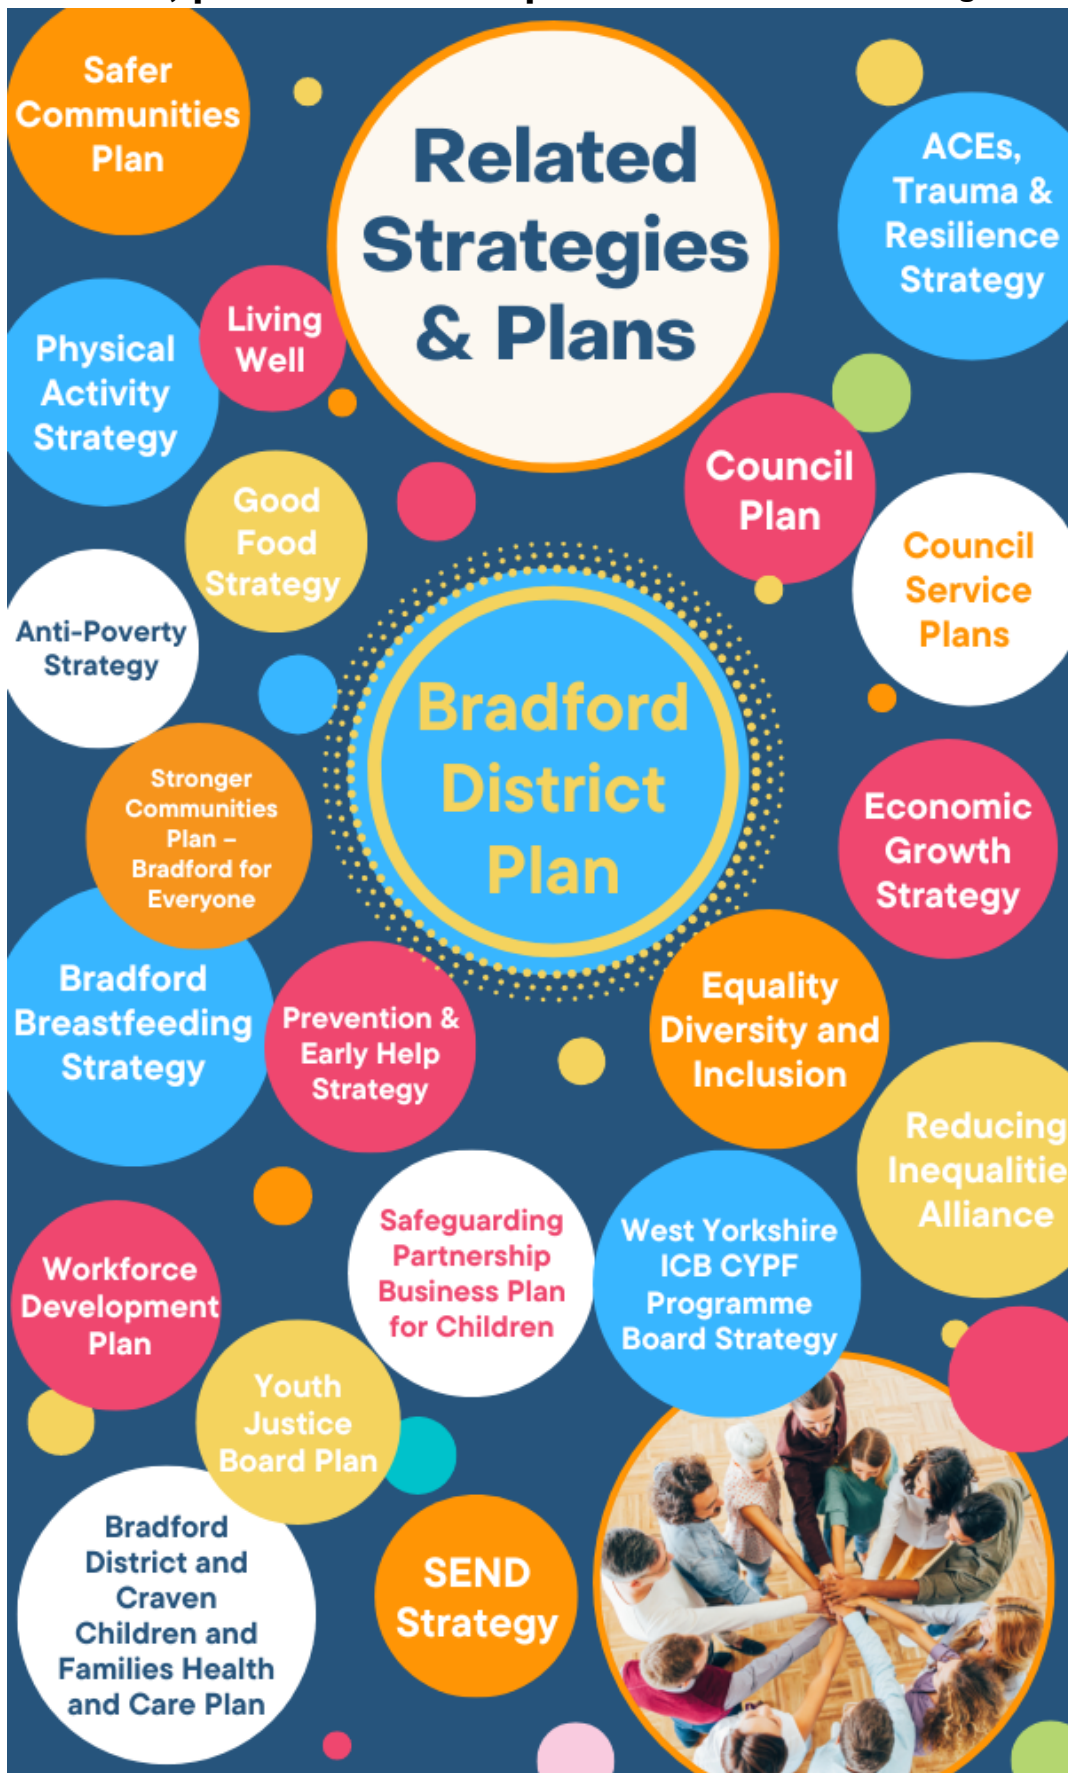 Safer
Communities
Plan
Related
Strategies
& Plans
ACEs,
Trauma &
Resilience
Strategy
Living
Well
Physical
Activity
Strategy
Council
Plan
Good
Food
Strategy
Council
Service
Plans
Anti-Poverty
Strategy
Bradford
District
Plan
Stronger
Communities
Plan –
Bradford for
Everyone
Economic
Growth
Strategy
Bradford
Breastfeeding
Strategy
Prevention &
Early Help
Strategy
Equality
Diversity and
Inclusion
Reducing
Inequalitie
Alliance
Safeguarding
Partnership
Business Plan
for Children
West Yorkshire
ICB CYPF
Programme
Board Strategy
Workforce
Development
Plan
Youth
Justice
Board Plan
Bradford
District and
Craven
Children and
Families Health
and Care Plan
SEND
Strategy